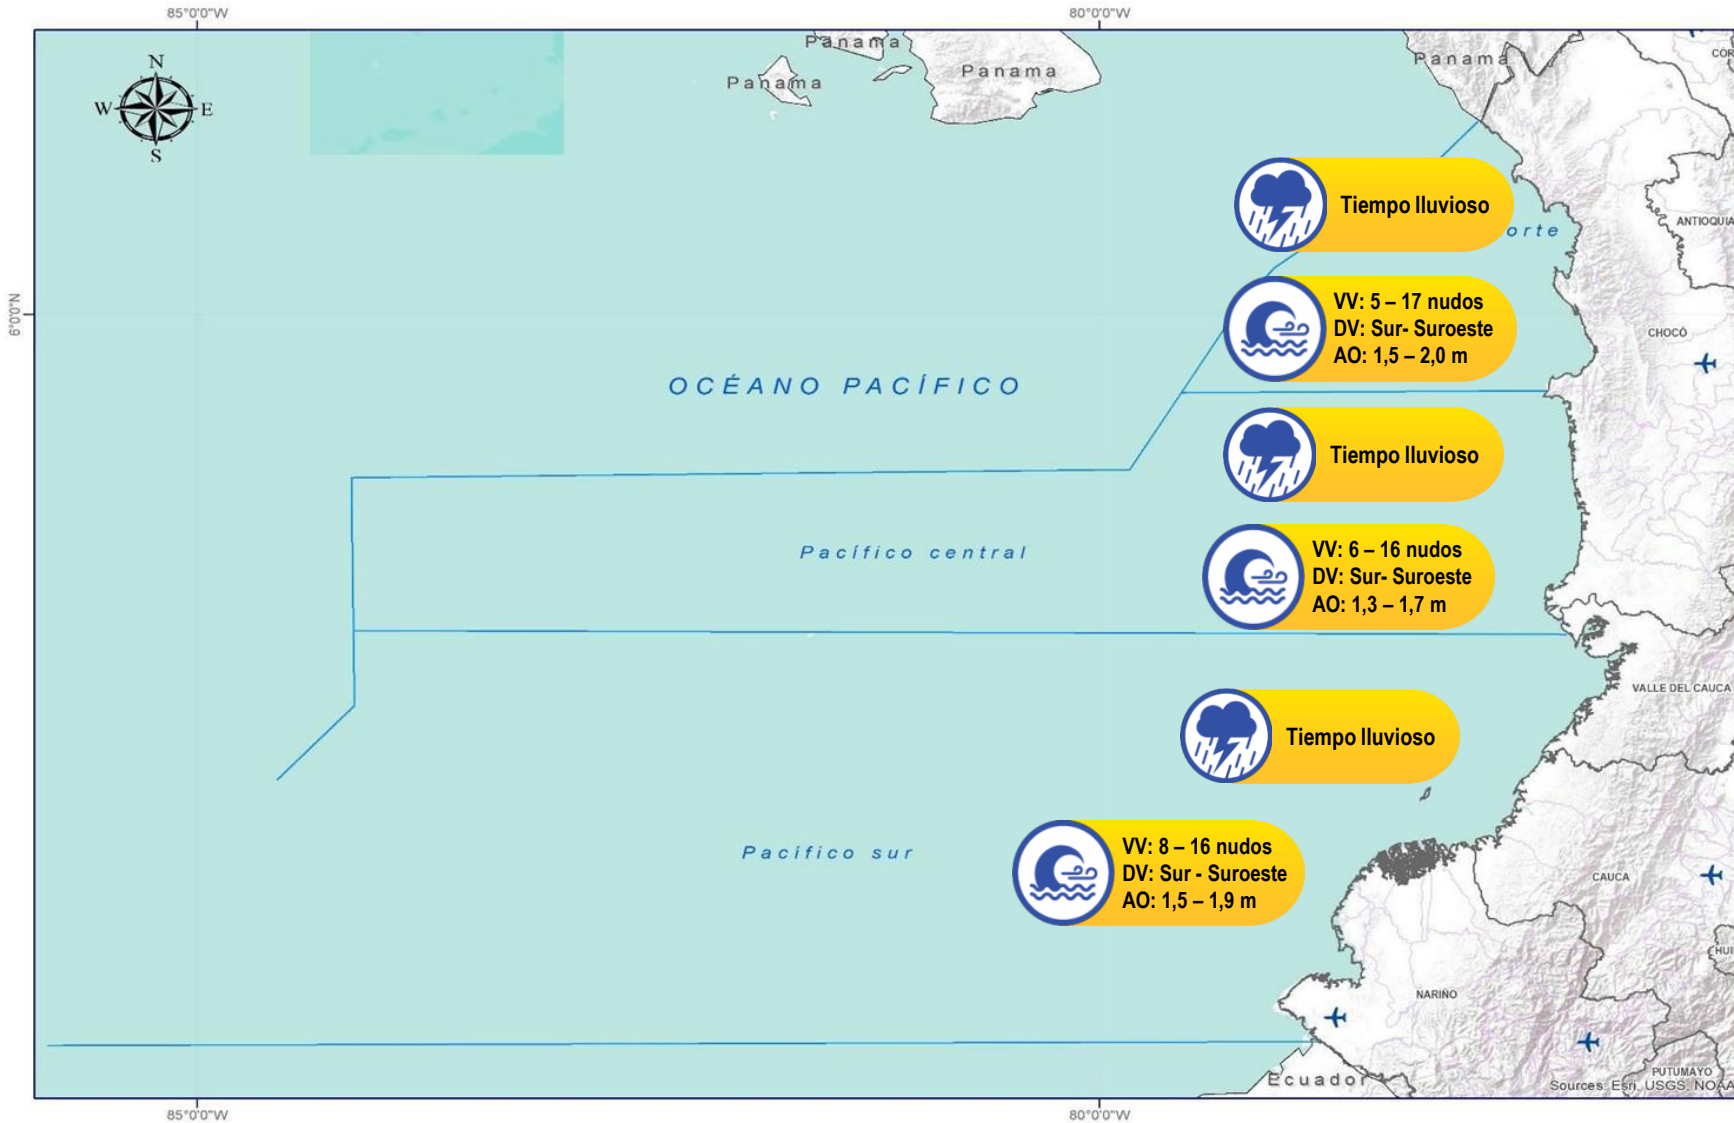 85°0'0"W
80°0'0"W
N
W
E
S
Panama
Panama
Panama
Panama
ANTIOQUIA
Tiempo lluvioso
orte
6°0'0"N
VV: 5 – 17 nudos
DV: Sur- Suroeste
AO: 1,5 – 2,0 m
CHOCÓ
OCÉANO PACÍFICO
Tiempo lluvioso
Pacífico central
VV: 6 – 16 nudos
DV: Sur- Suroeste
AO: 1,3 – 1,7 m
VALLE DEL CAUCA
Tiempo lluvioso
Pacífico sur
VV: 8 – 16 nudos
DV: Sur - Suroeste
AO: 1,5 – 1,9 m
CAUCA
HUI
NARIÑO
PUTUMAYO
Ecuador
Sources: Esri, USGS, NOAA
85°0'0"W
80°0'0"W